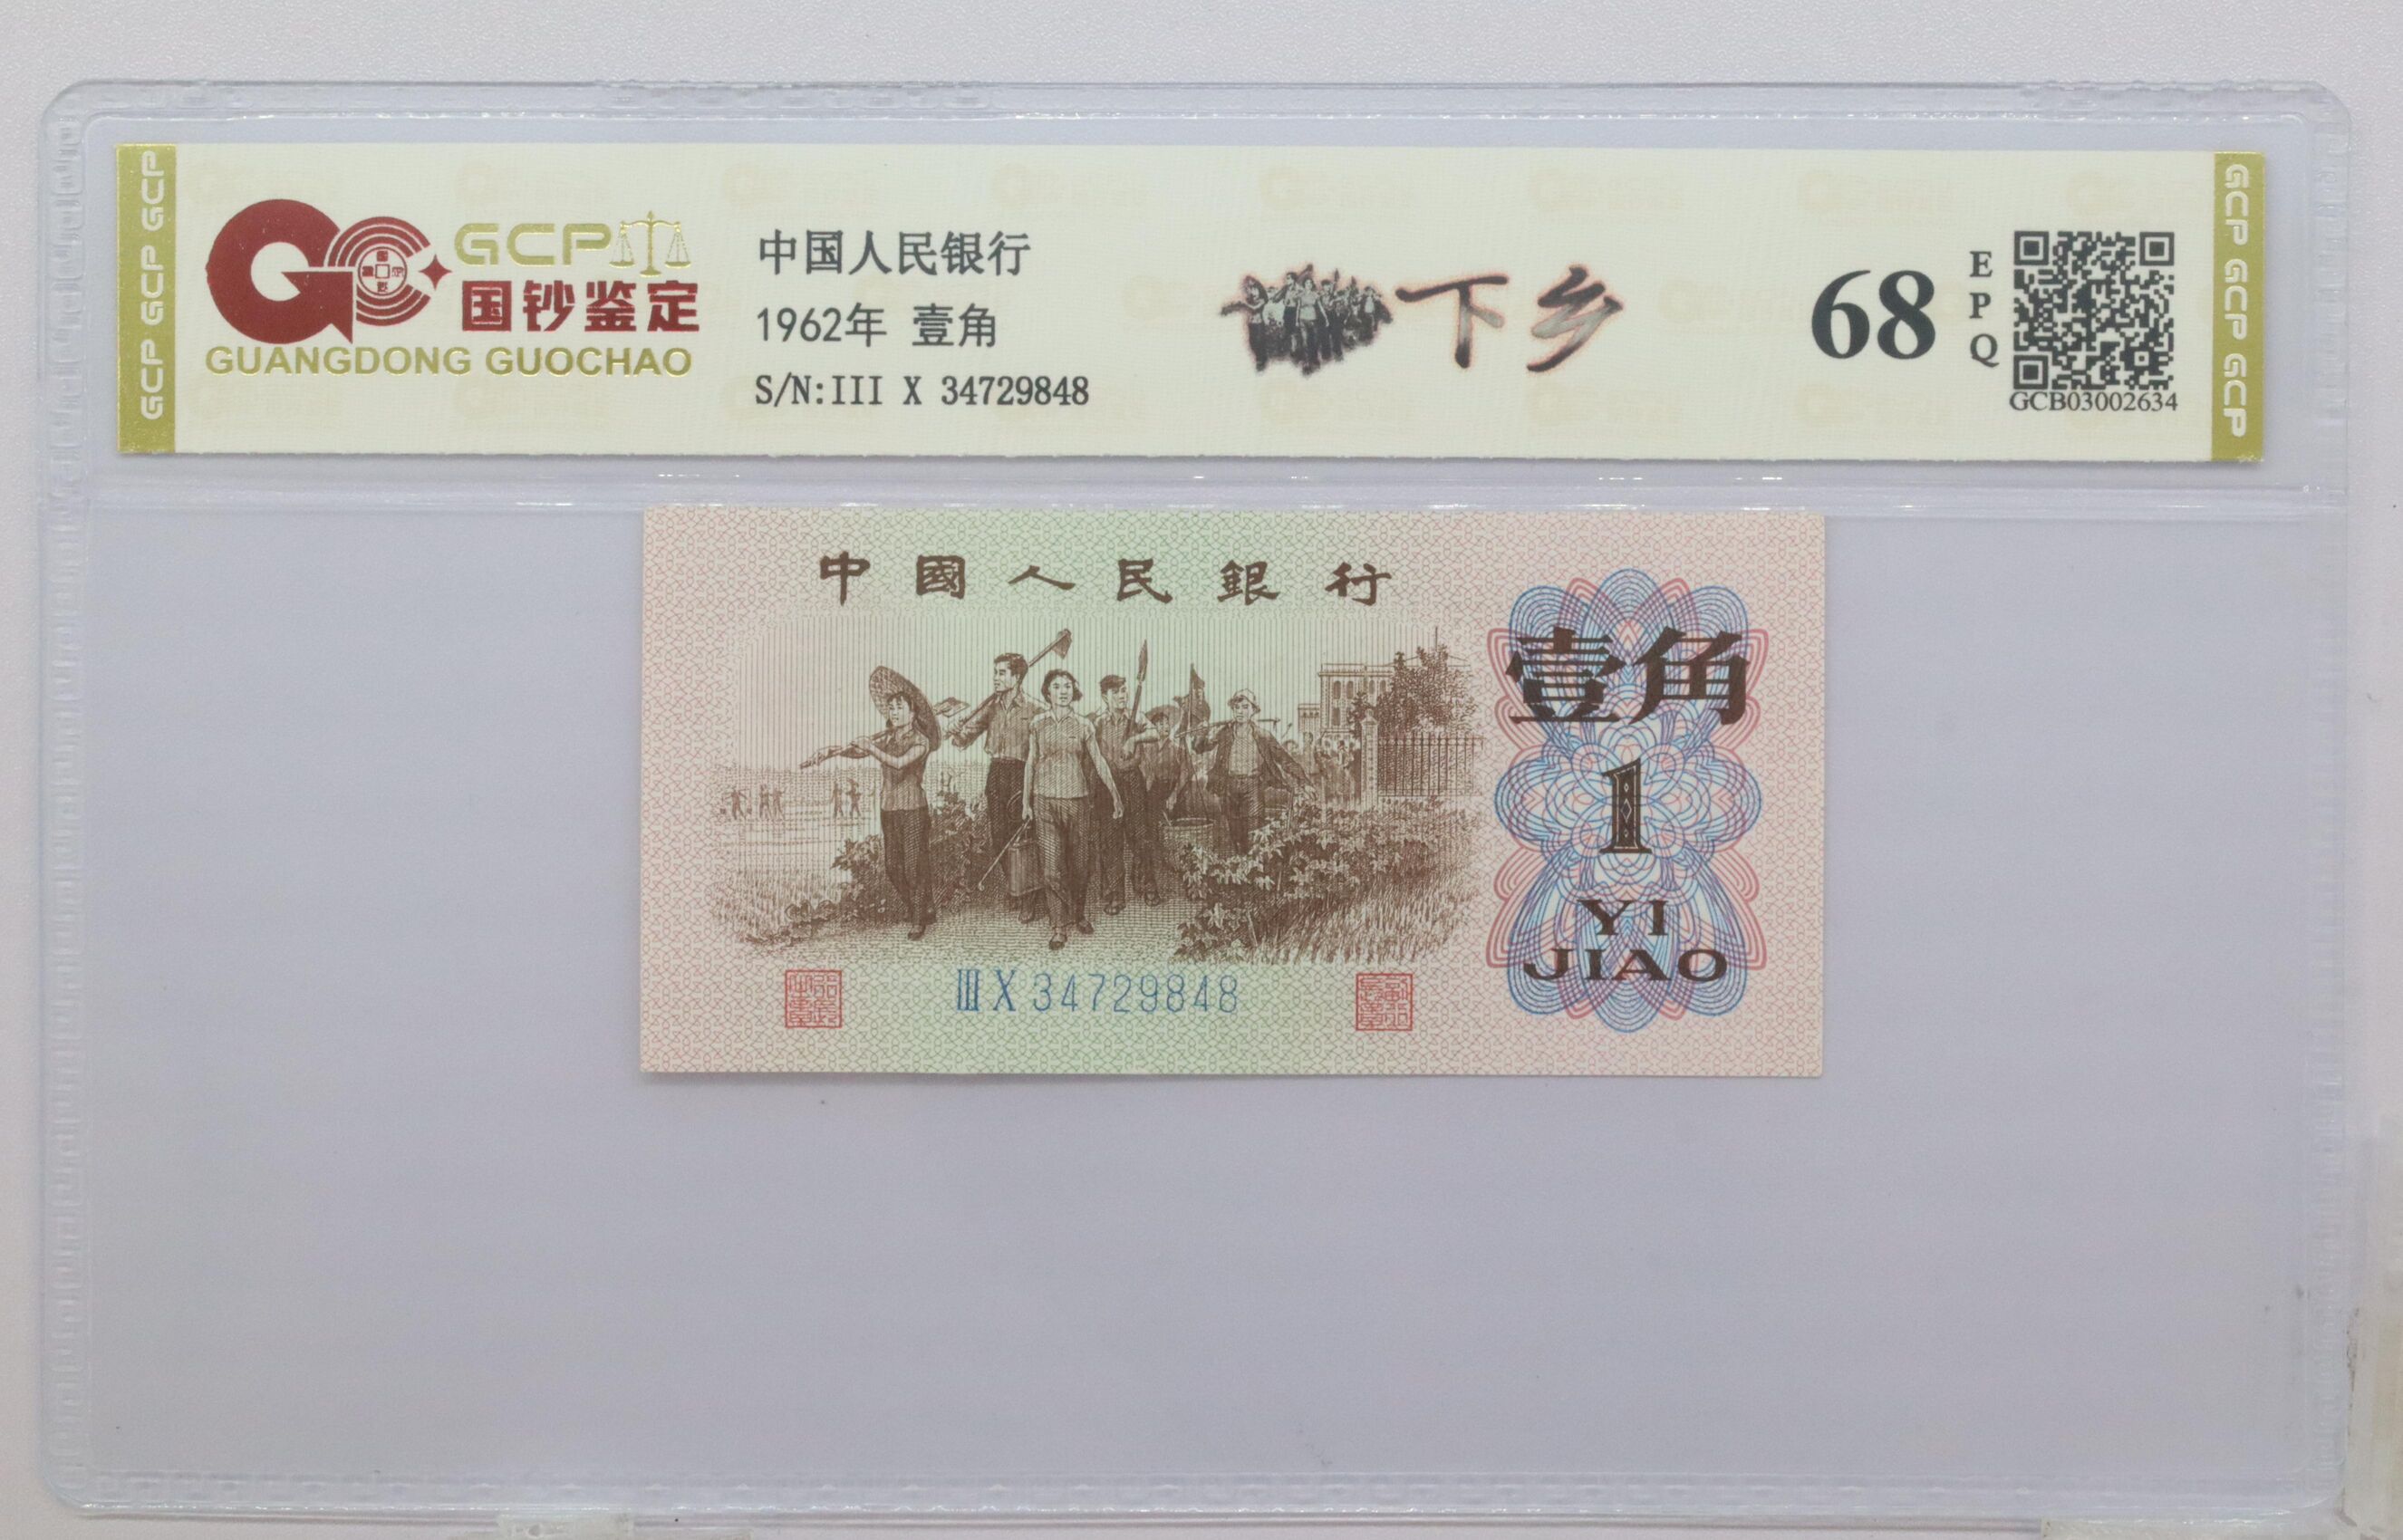 GCP GCP GCP
GCP
国钞鉴定
GUANGDONG GUOCHAO
中国人民银行
1962年 壹角
S/N:III X 34729848
下乡
68
EPQ
GCB03002634
GCP GCP GCP
中國人民銀行
壹角
1
YI
JIAO
III X 34729848